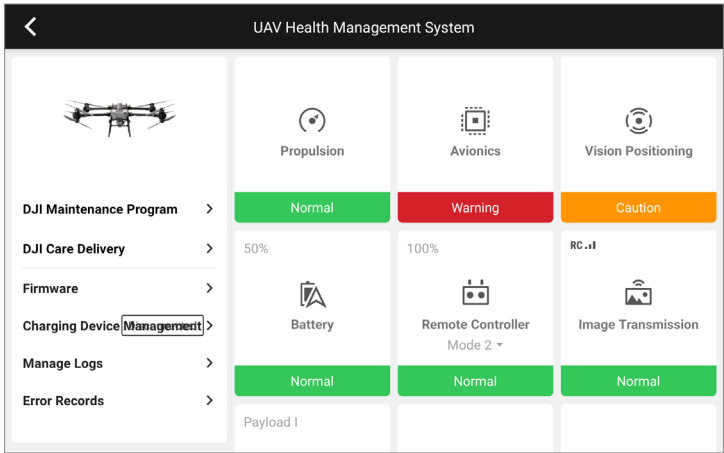 UAV Health Management System
DJI Maintenance Program
DJI Care Delivery
Firmware
Charging Device Management
Manage Logs
Error Records
Propulsion
Normal
Avionics
Warning
Vision Positioning
Caution
50%
Battery
Normal
100%
Remote Controller
Mode 2
Normal
RC
Image Transmission
Normal
Payload I